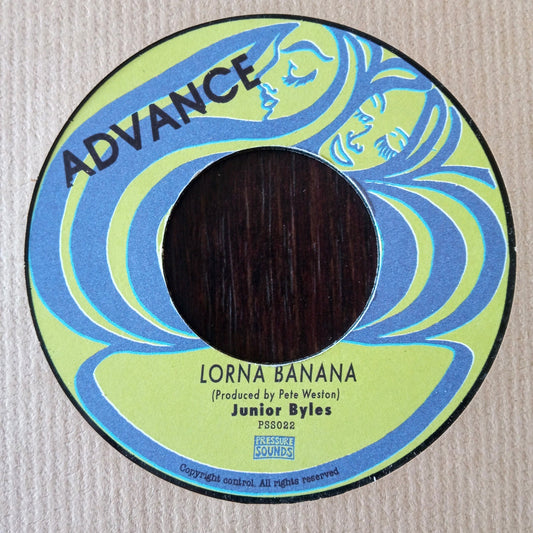 ADVANCE
LORNA BANANA
(Produced by Pete Weston)
Junior Byles
PSS022
PRESSURE
SOUNDS
Copyright control. All rights reserved